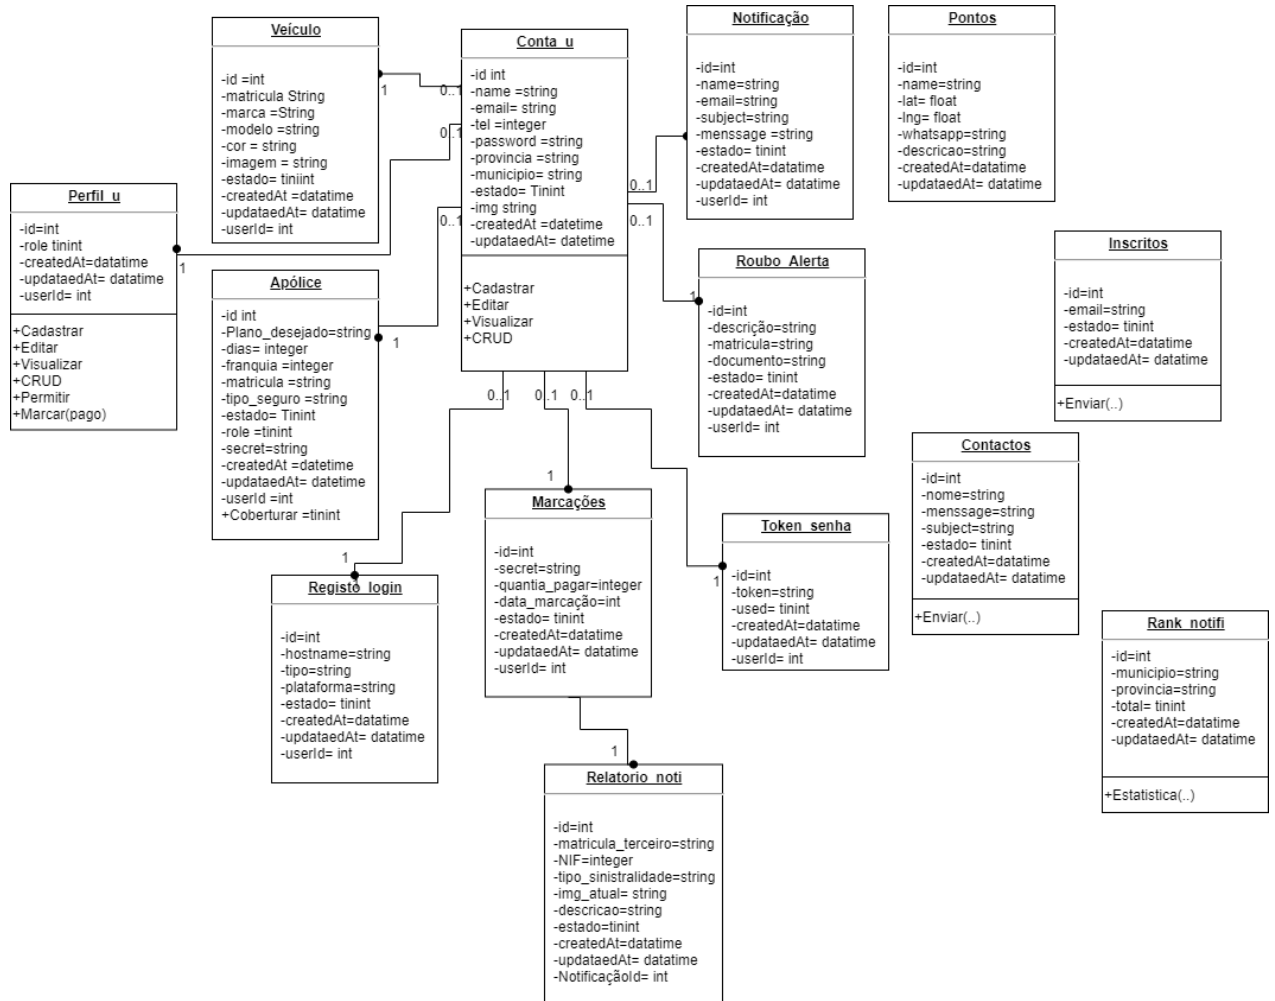 Veículo
-id =int
-matricula String
-marca =String
-modelo =string
-cor = string
-imagem = string
-estado= tiniint
-createdAt =datatime
-updataedAt= datatime
-userId= int
1
0..1
Conta_u
-id int
-name =string
-email= string
-tel =integer
-password =string
-provincia =string
-municipio= string
-estado= Tinint
-img string
-createdAt =datetime
-updataedAt= datetime
+Cadastrar
+Editar
+Visualizar
+CRUD
0..1
0..1
0..1
0..1
0..1
0..1
0..1
Notificação
-id=int
-name=string
-email=string
-subject=string
-menssage =string
-estado= tinint
-createdAt=datatime
-updataedAt= datatime
-userId= int
Pontos
-id=int
-name=string
-lat= float
-lng= float
-whatsapp=string
-descricao=string
-createdAt=datatime
-updataedAt= datatime
Perfil_u
-id=int
-role tinint
-createdAt=datatime
-updataedAt= datatime
-userId= int
+Cadastrar
+Editar
+Visualizar
+CRUD
+Permitir
+Marcar(pago)
1
Apólice
-id int
-Plano_desejado=string
-dias= integer
-franquia =integer
-matricula =string
-tipo_seguro =string
-estado= Tinint
-role =tinint
-secret=string
-createdAt =datetime
-updataedAt= datetime
-userId =int
+Coberturar =tinint
1
Roubo_Alerta
-id=int
-descrição=string
-matricula=string
-documento=string
-estado= tinint
-createdAt=datatime
-updataedAt= datatime
-userId= int
1
Inscritos
-id=int
-email=string
-estado= tinint
-createdAt=datatime
-updataedAt= datatime
+Enviar(..)
Contactos
-id=int
-nome=string
-menssage=string
-subject=string
-estado= tinint
-createdAt=datatime
-updataedAt= datatime
+Enviar(..)
1
Marcações
-id=int
-secret=string
-quantia_pagar=integer
-data_marcação=int
-estado= tinint
-createdAt=datatime
-updataedAt= datatime
-userId= int
Token_senha
-id=int
-token=string
-used= tinint
-createdAt=datatime
-updataedAt= datatime
-userId= int
1
1
1
Registo_login
-id=int
-hostname=string
-tipo=string
-plataforma=string
-estado= tinint
-createdAt=datatime
-updataedAt= datatime
-userId= int
Rank_notifi
-id=int
-municipio=string
-provincia=string
-total= tinint
-createdAt=datatime
-updataedAt= datatime
+Estatistica(..)
1
Relatorio_noti
-id=int
-matricula_terceiro=string
-NIF=integer
-tipo_sinistralidade=string
-img_atual= string
-descricao=string
-estado=tinint
-createdAt=datatime
-updataedAt= datatime
-NotificaçãoId= int